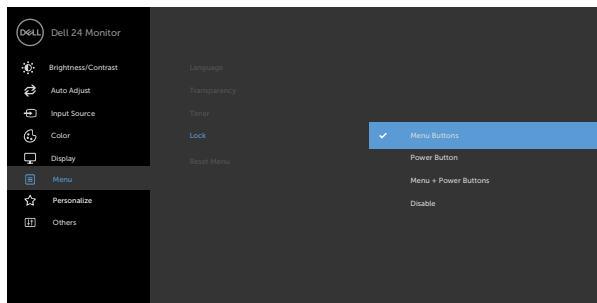 DELL
Dell 24 Monitor
Brightness/Contrast
Auto Adjust
Input Source
Color
Display
Menu
Personalize
Others
Language
Transparency
Timer
Lock
Reset Menu
Menu Buttons
Power Button
Menu + Power Buttons
Disable